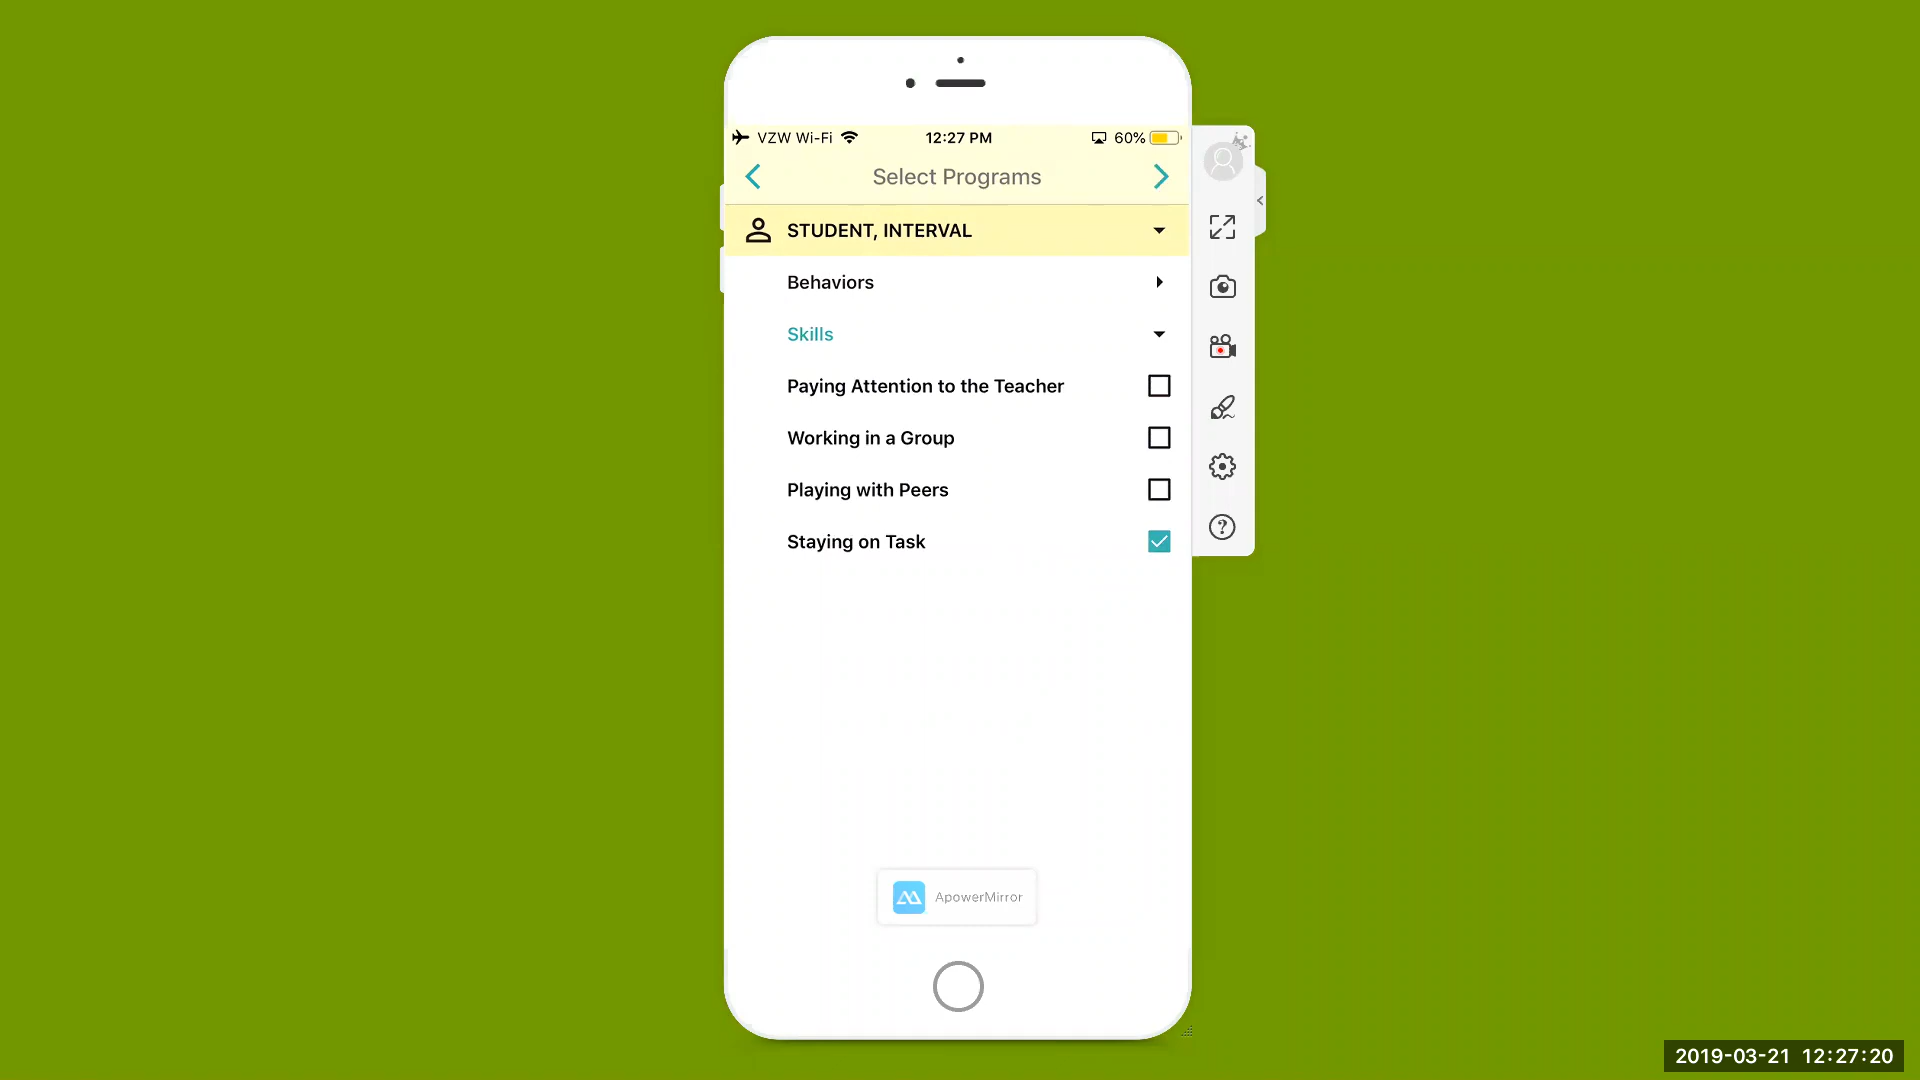 VZW Wi-Fi 12:27 PM 60%
Select Programs
STUDENT, INTERVAL
Behaviors
Skills
Paying Attention to the Teacher
Working in a Group
Playing with Peers
Staying on Task
ApowerMirror
2019-03-21 12:27:20